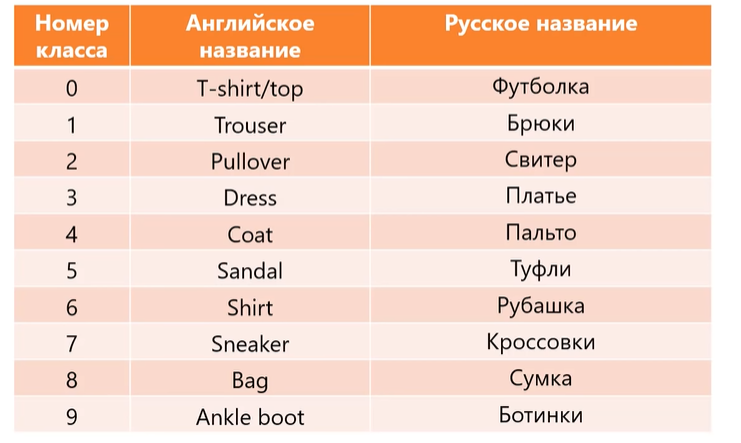 Номер класса Английское название Русское название
0 T-shirt/top Футболка
1 Trouser Брюки
2 Pullover Свитер
3 Dress Платье
4 Coat Пальто
5 Sandal Туфли
6 Shirt Рубашка
7 Sneaker Кроссовки
8 Bag Сумка
9 Ankle boot Ботинки